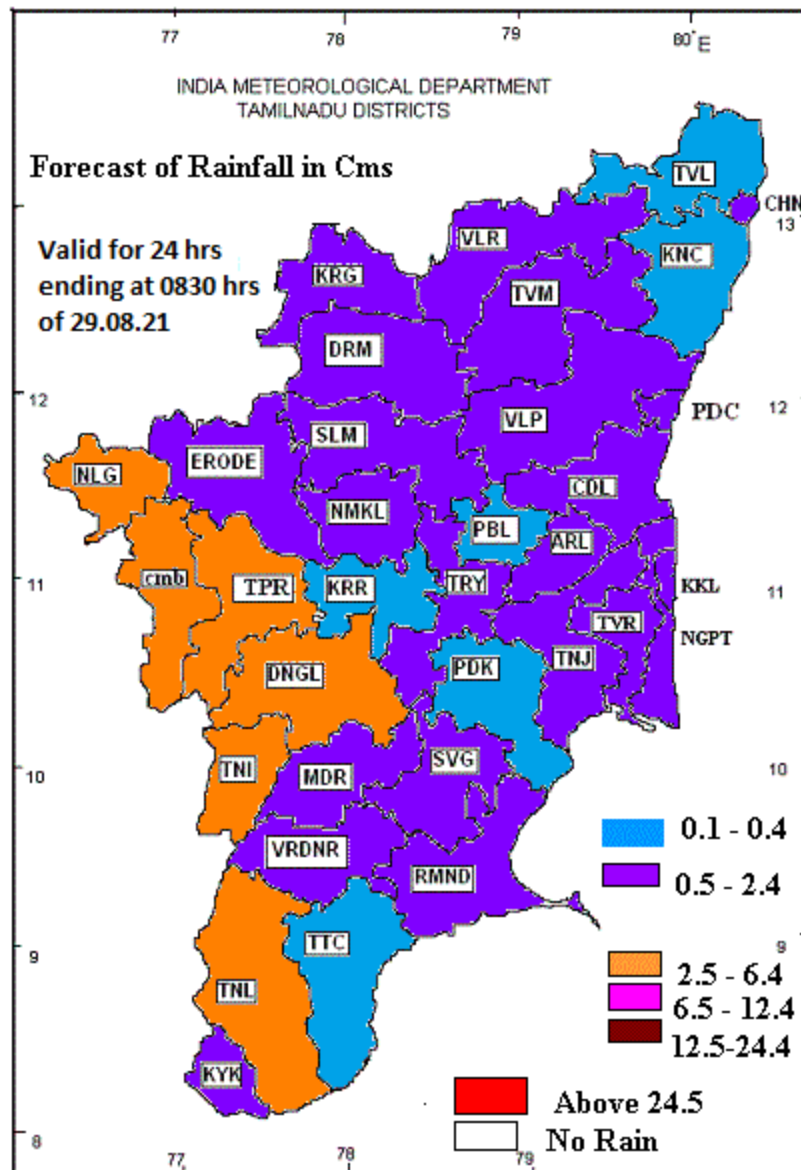 77 78 79 80°E
INDIA METEOROLOGICAL DEPARTMENT
TAMILNADU DISTRICTS
Forecast of Rainfall in Cms
TVL
CHN
13
VLR
KNC
Valid for 24 hrs
ending at 0830 hrs
of 29.08.21
KRG
TVM
DRM
12
12
PDC
VLP
SLM
ERODE
NLG
CDL
NMKL
PBL
ARL
11
cmb
TPR
KRR
TRY
KKL
11
TVR
NGPT
DNGL
PDK
TNJ
10
TNI
MDR
SVG
10
0.1 - 0.4
VRDNR
RMND
0.5 - 2.4
9
TTC
9
TNL
2.5 - 6.4
6.5 - 12.4
12.5-24.4
KYK
Above 24.5
No Rain
8
77 78 79